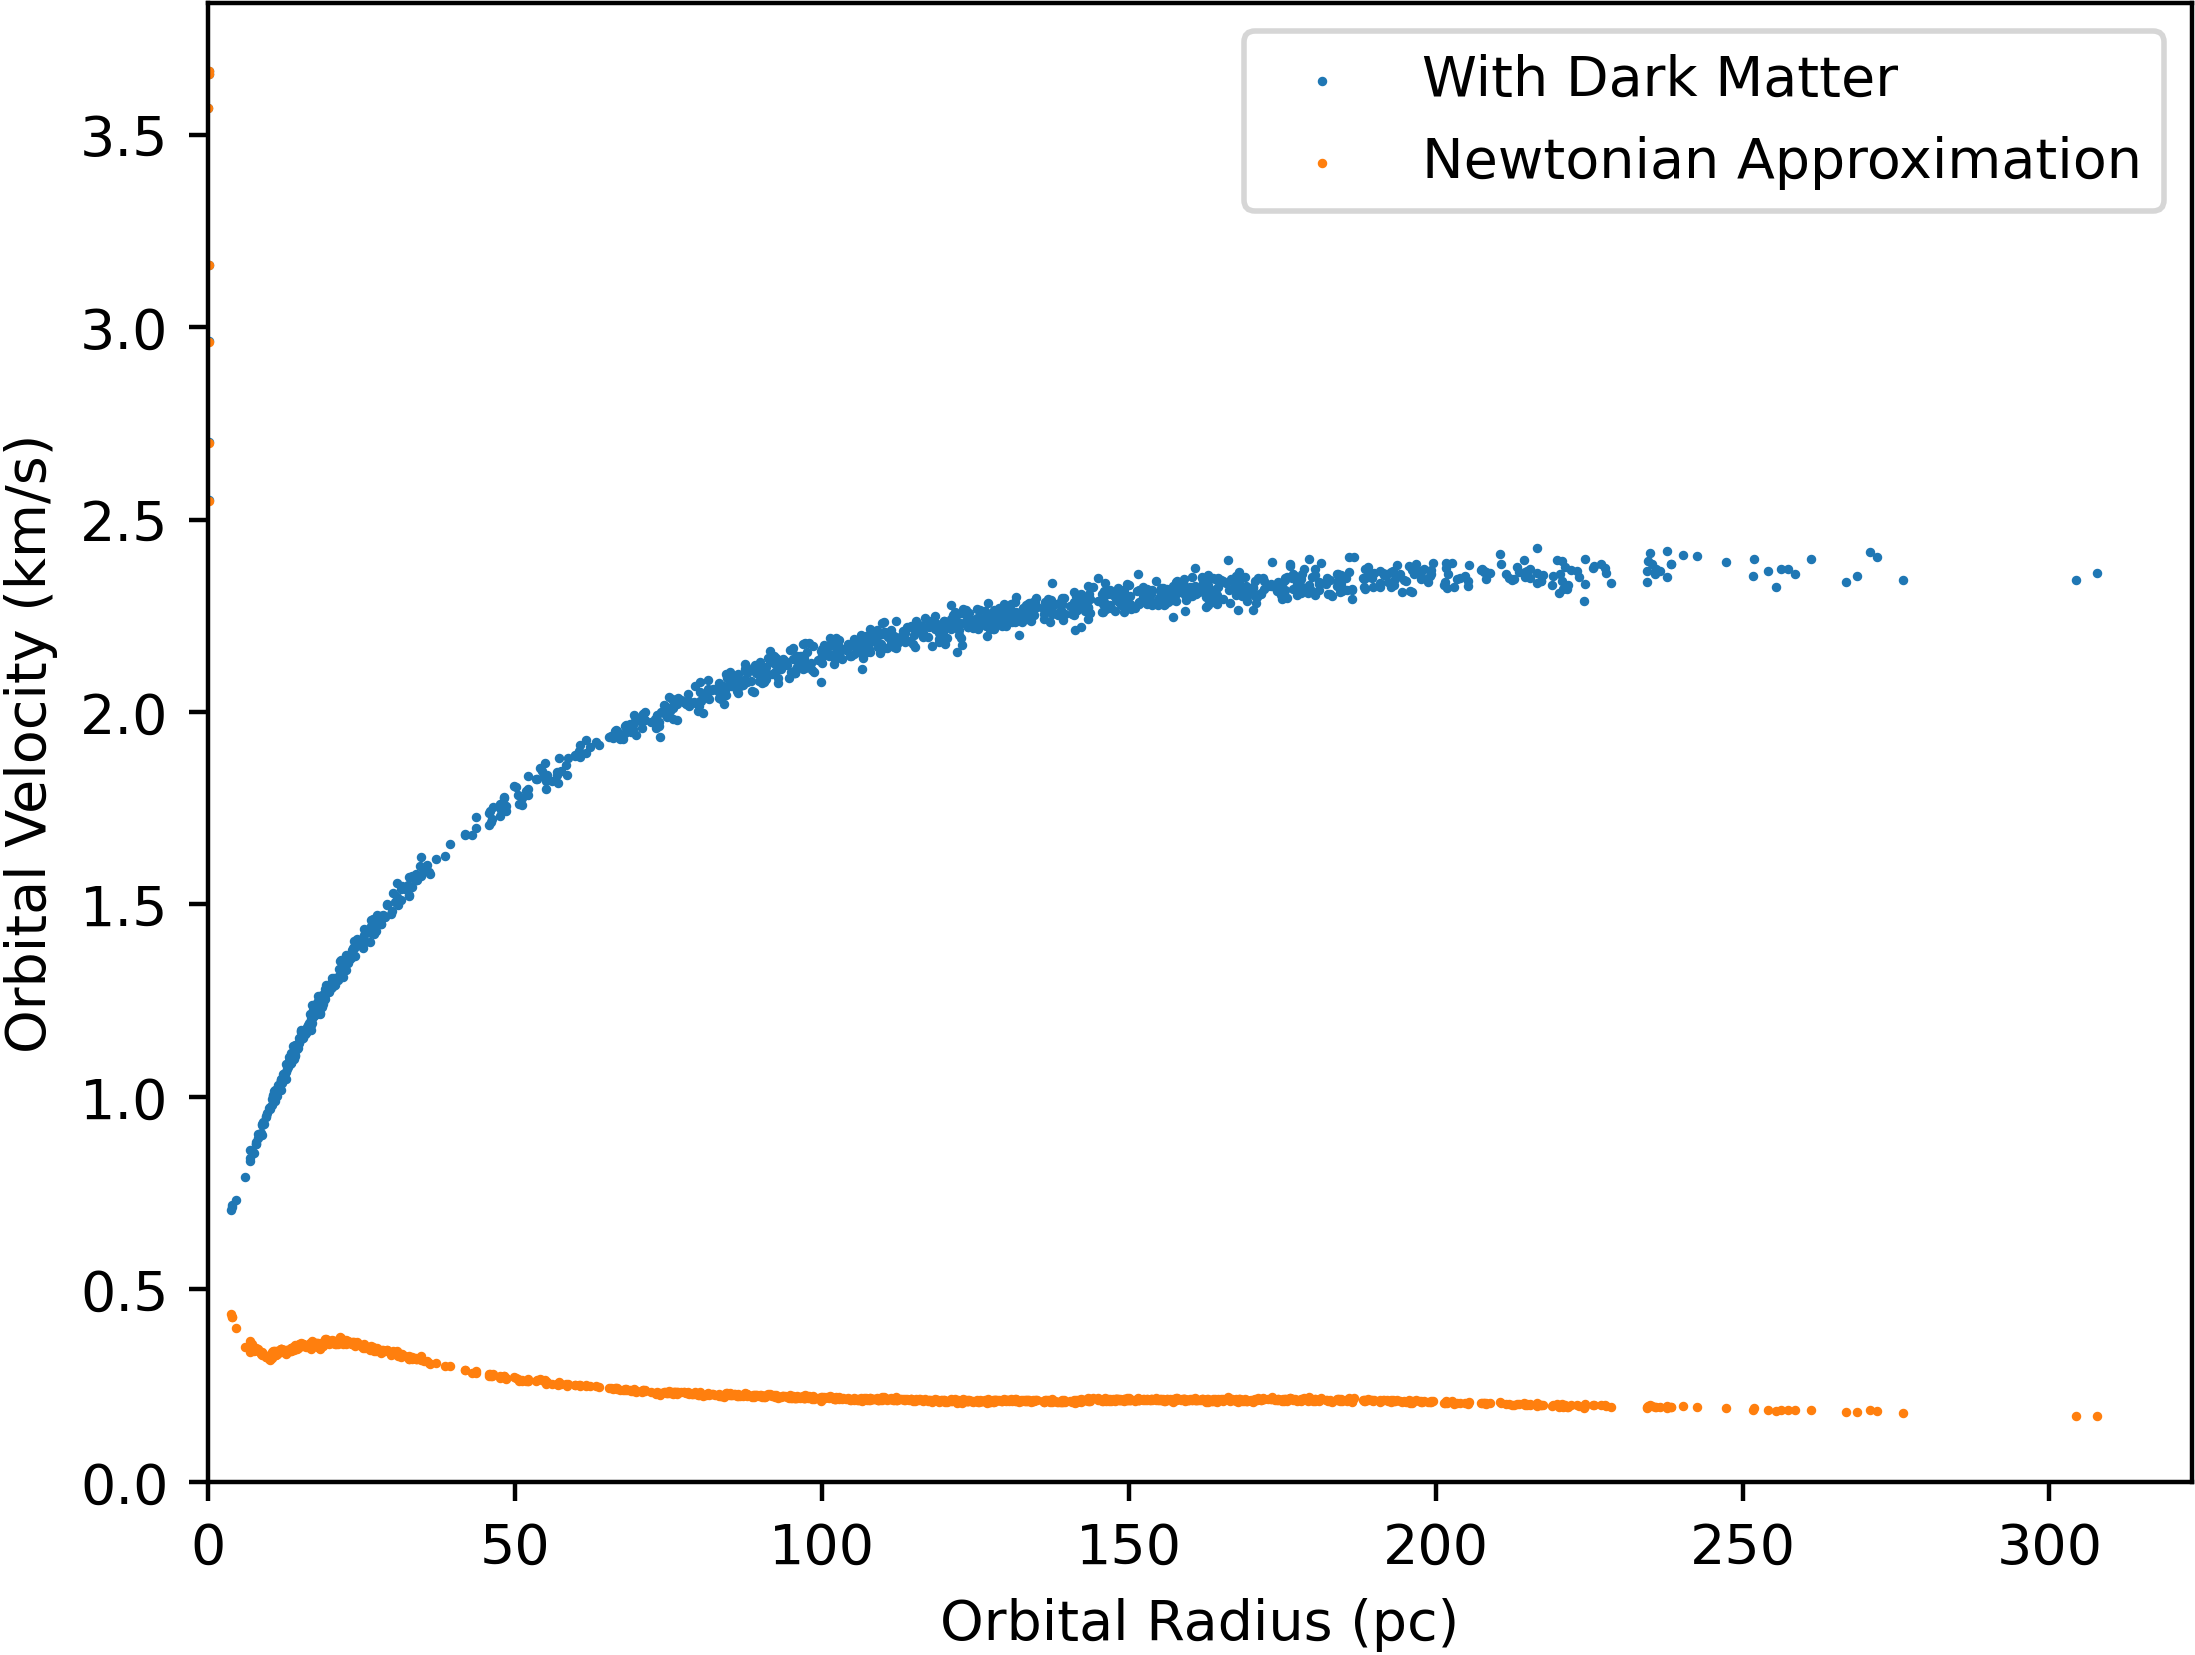 With Dark Matter
Newtonian Approximation
3.5
3.0
2.5
2.0
1.5
1.0
0.5
0.0
Orbital Velocity (km/s)
0 50 100 150 200 250 300
Orbital Radius (pc)